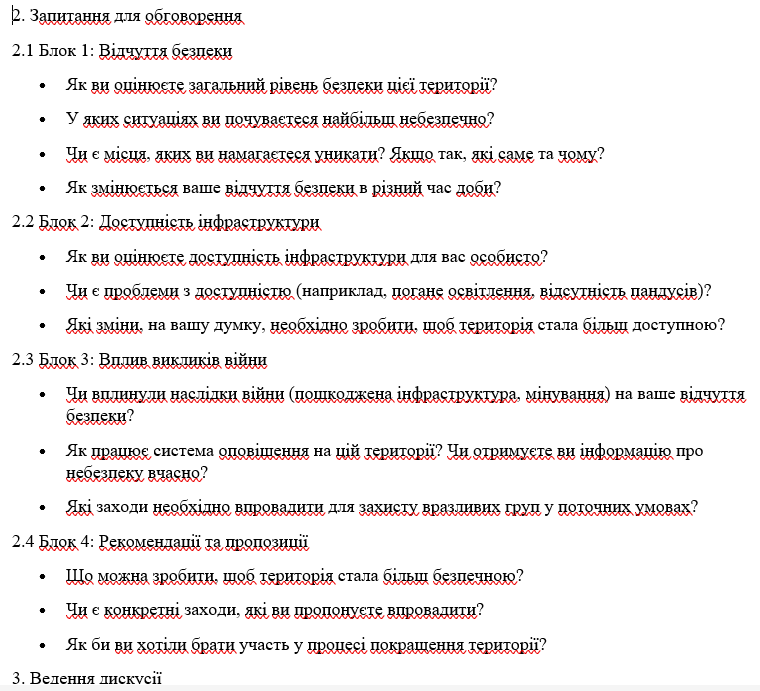 2. Запитання для обговорення
2.1 Блок 1: Відчуття безпеки
• Як ви оцінюєте загальний рівень безпеки цієї території?
• У яких ситуаціях ви почуваєтеся найбільш небезпечно?
• Чи є місця, яких ви намагаєтеся уникати? Якщо так, які саме та чому?
• Як змінюється ваше відчуття безпеки в різний час доби?
2.2 Блок 2: Доступність інфраструктури
• Як ви оцінюєте доступність інфраструктури для вас особисто?
• Чи є проблеми з доступністю (наприклад, погане освітлення, відсутність пандусів)?
• Які зміни, на вашу думку, необхідно зробити, щоб територія стала більш доступною?
2.3 Блок 3: Вплив викликів війни
• Чи вплинули наслідки війни (пошкоджена інфраструктура, мінування) на ваше відчуття
безпеки?
• Як працює система оповіщення на цій території? Чи отримуєте ви інформацію про
небезпеку вчасно?
• Які заходи необхідно впровадити для захисту вразливих груп у поточних умовах?
2.4 Блок 4: Рекомендації та пропозиції
• Що можна зробити, щоб територія стала більш безпечною?
• Чи є конкретні заходи, які ви пропонуєте впровадити?
• Як би ви хотіли брати участь у процесі покращення території?
3. Ведення дискусії